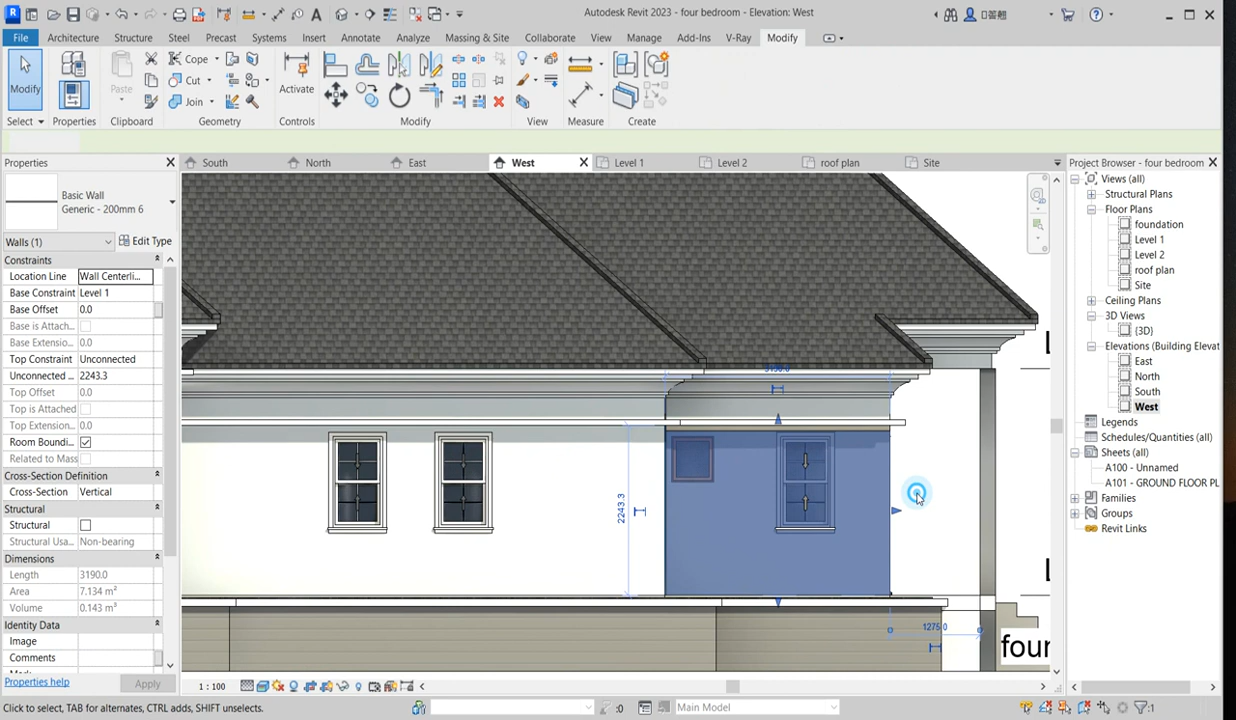 Autodesk Revit 2023 - four bedroom - Elevation: West
File Architecture Structure Steel Precast Systems Insert Annotate Analyze Massing & Site Collaborate View Manage Add-Ins V-Ray Modify
Modify
Properties
Paste
Cope
Cut
Join
Activate
Select Properties Clipboard Geometry Controls Modify View Measure Create
South North East West Level 1 Level 2 roof plan Site
Properties
Basic Wall
Generic - 200mm 6
Walls (1) Edit Type
Constraints
Location Line Wall Centerli...
Base Constraint Level 1
Base Offset 0.0
Base is Attach...
Base Extension...
Top Constraint Unconnected
Unconnected ... 2243.3
Top Offset 0.0
Top is Attached
Top Extension...
Room Boundi...
Related to Mass
Cross-Section Definition
Cross-Section Vertical
Structural
Structural
Structural Usa... Non-bearing
Dimensions
Length 3190.0
Area 7.134 m²
Volume 0.143 m³
Identity Data
Image
Comments
Properties help Apply
2243.3
1275.0
four
1 : 100
Project Browser - four bedroom
Views (all)
Structural Plans
Floor Plans
foundation
Level 1
Level 2
roof plan
Site
Ceiling Plans
3D Views
{3D}
Elevations (Building Elevat
East
North
South
West
Legends
Schedules/Quantities (all)
Sheets (all)
A100 - Unnamed
A101 - GROUND FLOOR PL
Families
Groups
Revit Links
Click to select, TAB for alternates, CTRL adds, SHIFT unselects.
:0 Main Model :1